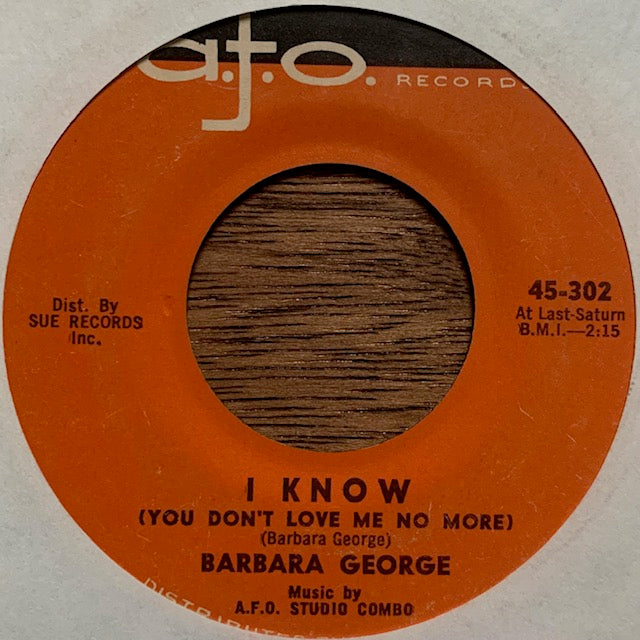 a.f.o.
RECORDS
Dist. By
SUE RECORDS
Inc.
45-302
At Last-Saturn
B.M.I.—2:15
I KNOW
(YOU DON'T LOVE ME NO MORE)
(Barbara George)
BARBARA GEORGE
Music by
A.F.O. STUDIO COMBO